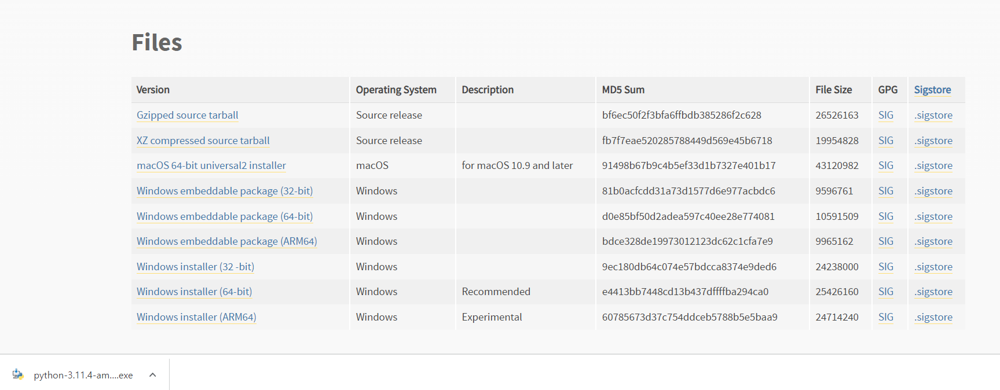 Files
Version Operating System Description MD5 Sum File Size GPG Sigstore
Gzipped source tarball Source release bf6ec50f2f3bfa6ffbdb385286f2c628 26526163 SIG .sigstore
XZ compressed source tarball Source release fb7f7eae520285788449d569e45b6718 19954828 SIG .sigstore
macOS 64-bit universal2 installer macOS for macOS 10.9 and later 91498b67b9c4b5ef33d1b7327e401b17 43120982 SIG .sigstore
Windows embeddable package (32-bit) Windows 81b0acfcdd31a73d1577d6e977acbdc6 9596761 SIG .sigstore
Windows embeddable package (64-bit) Windows d0e85bf50d2adea597c40ee28e774081 10591509 SIG .sigstore
Windows embeddable package (ARM64) Windows bdce328de19973012123dc62c1cfa7e9 9965162 SIG .sigstore
Windows installer (32 -bit) Windows 9ec180db64c074e57bdcca8374e9ded6 24238000 SIG .sigstore
Windows installer (64-bit) Windows Recommended e4413bb7448cd13b437dffffba294ca0 25426160 SIG .sigstore
Windows installer (ARM64) Windows Experimental 60785673d37c754ddceb5788b5e5baa9 24714240 SIG .sigstore
python-3.11.4-am....exe